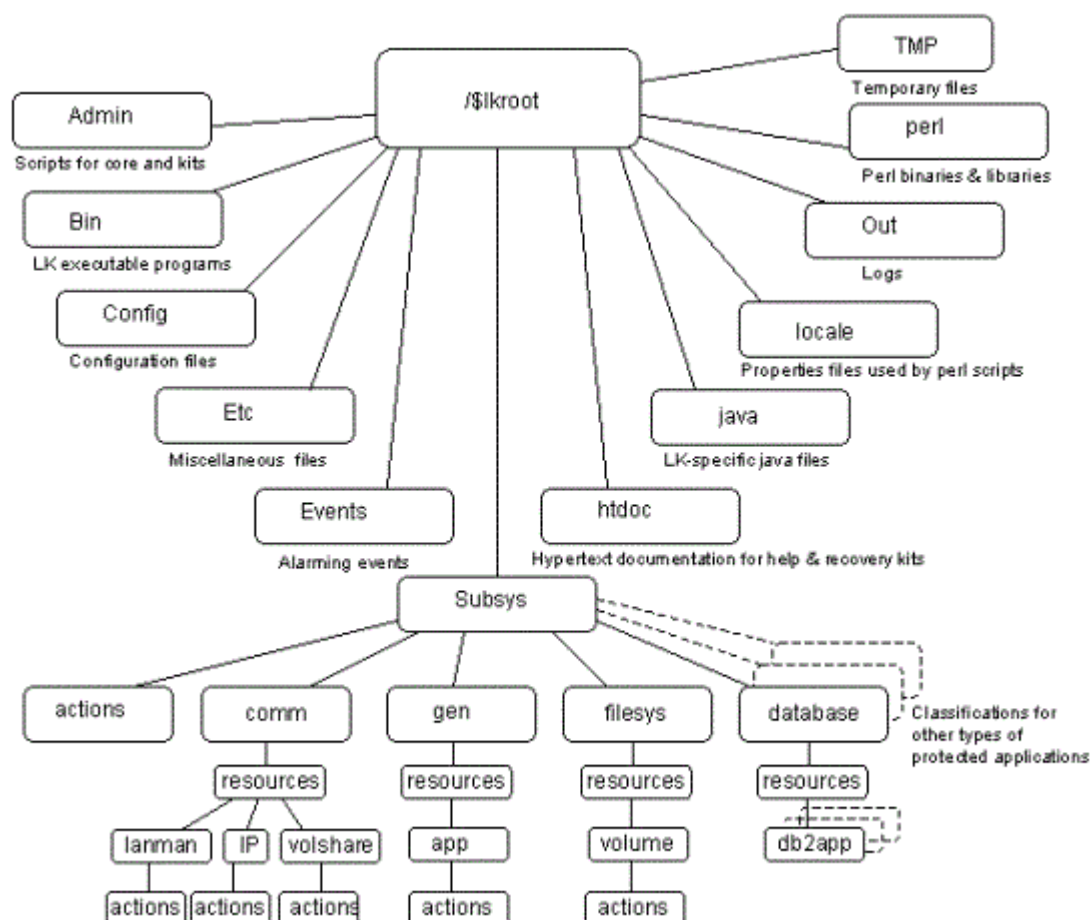 TMP
/$lkroot
Temporary files
Admin
perl
Scripts for core and kits
Perl binaries & libraries
Bin
Out
LK executable programs
Logs
Config
locale
Configuration files
Properties files used by perl scripts
Etc
java
Miscellaneous files
LK-specific java files
Events
htdoc
Alarming events
Hypertext documentation for help & recovery kits
Subsys
actions
comm
gen
filesys
database
Classifications for
other types of
protected applications
resources
resources
resources
resources
lanman
IP
volshare
app
volume
db2app
actions
actions
actions
actions
actions